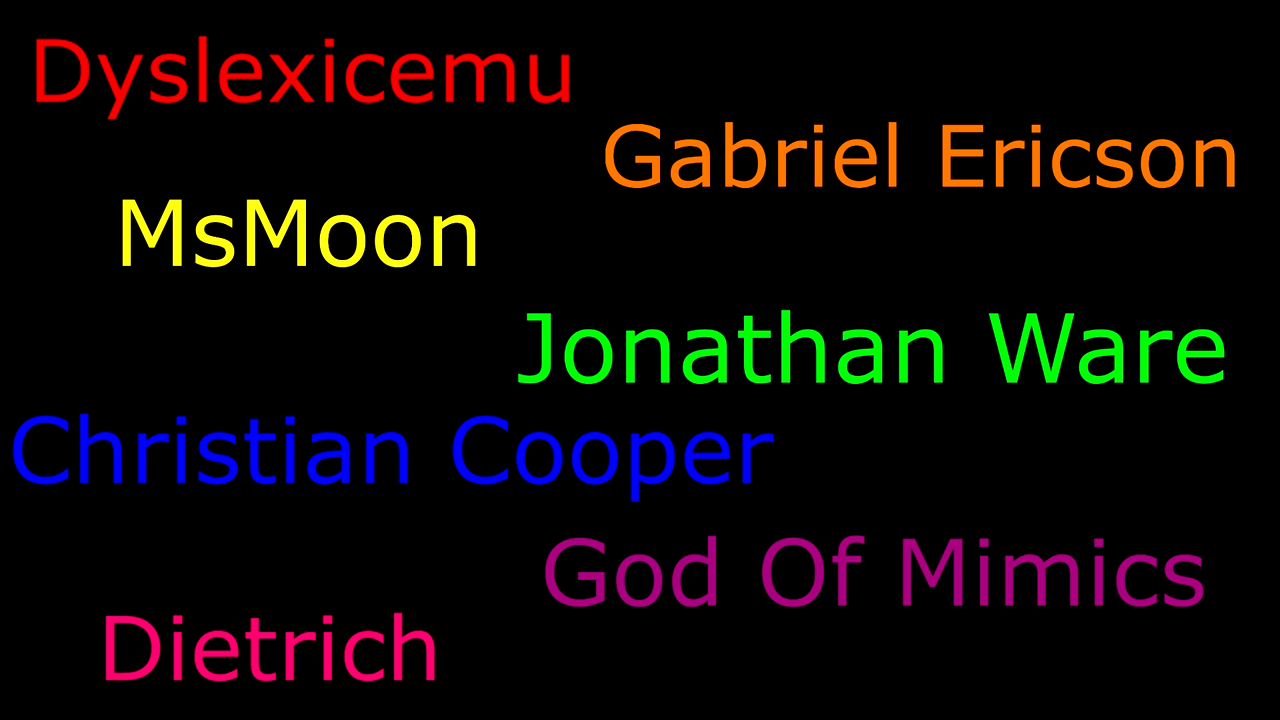 Dyslexicemu
Gabriel Ericson
MsMoon
Jonathan Ware
Christian Cooper
God Of Mimics
Dietrich